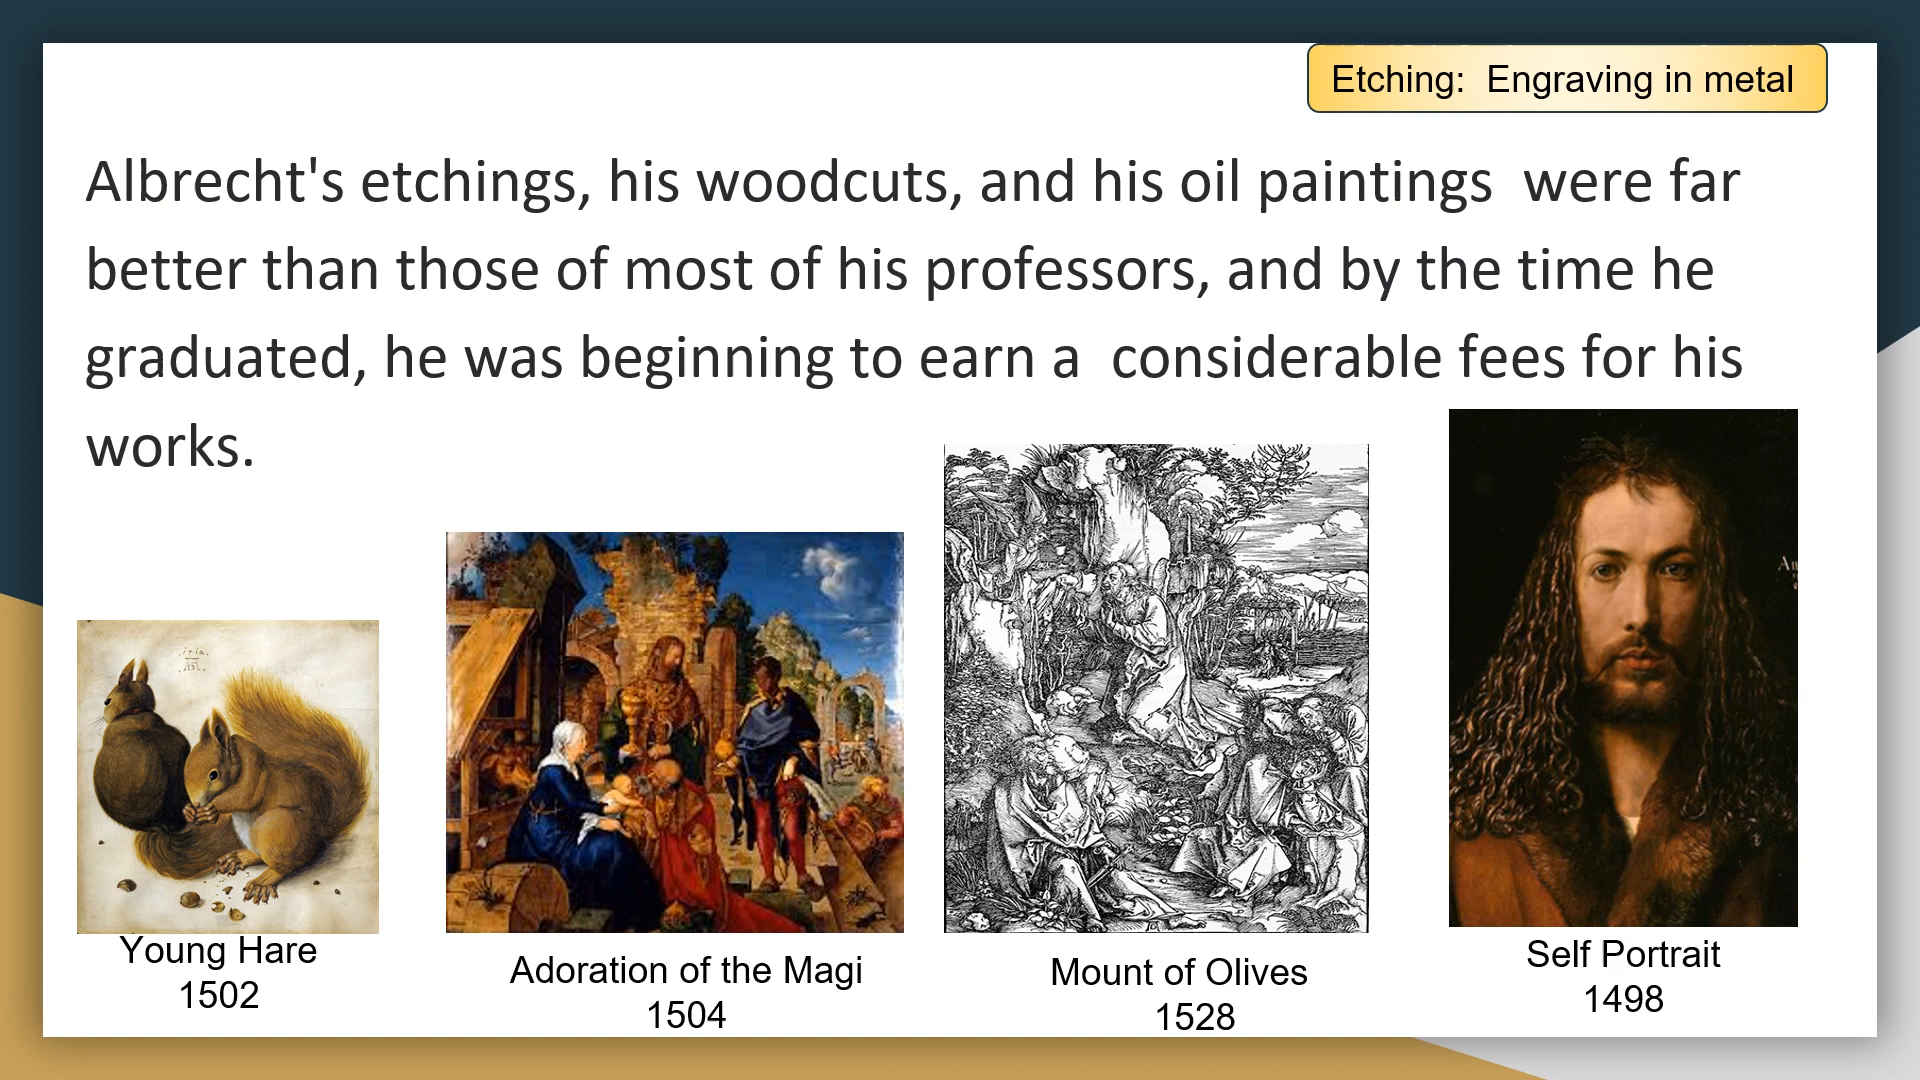 Etching:  Engraving in metal
Albrecht's etchings, his woodcuts, and his oil paintings  were far
better than those of most of his professors, and by the time he
graduated, he was beginning to earn a  considerable fees for his
works.
Young Hare
1502
Adoration of the Magi
1504
Mount of Olives
1528
Self Portrait
1498